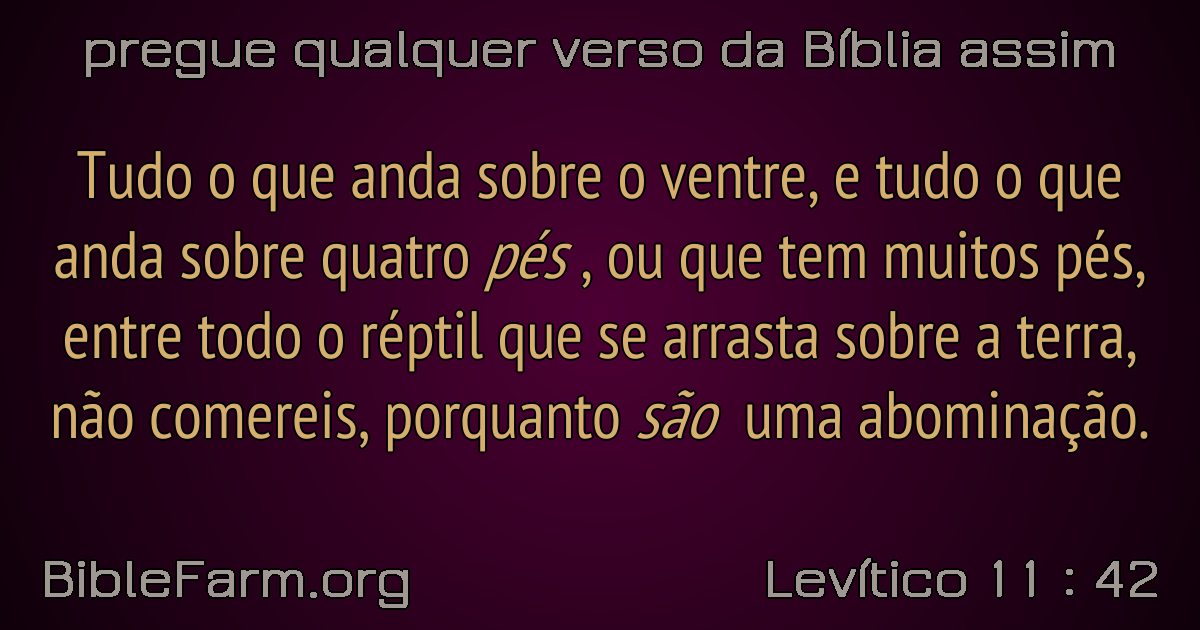 pregue qualquer verso da Bíblia assim
Tudo o que anda sobre o ventre, e tudo o que
anda sobre quatro pés , ou que tem muitos pés,
entre todo o réptil que se arrasta sobre a terra,
não comereis, porquanto são uma abominação.
BibleFarm.org
Levítico 11 : 42